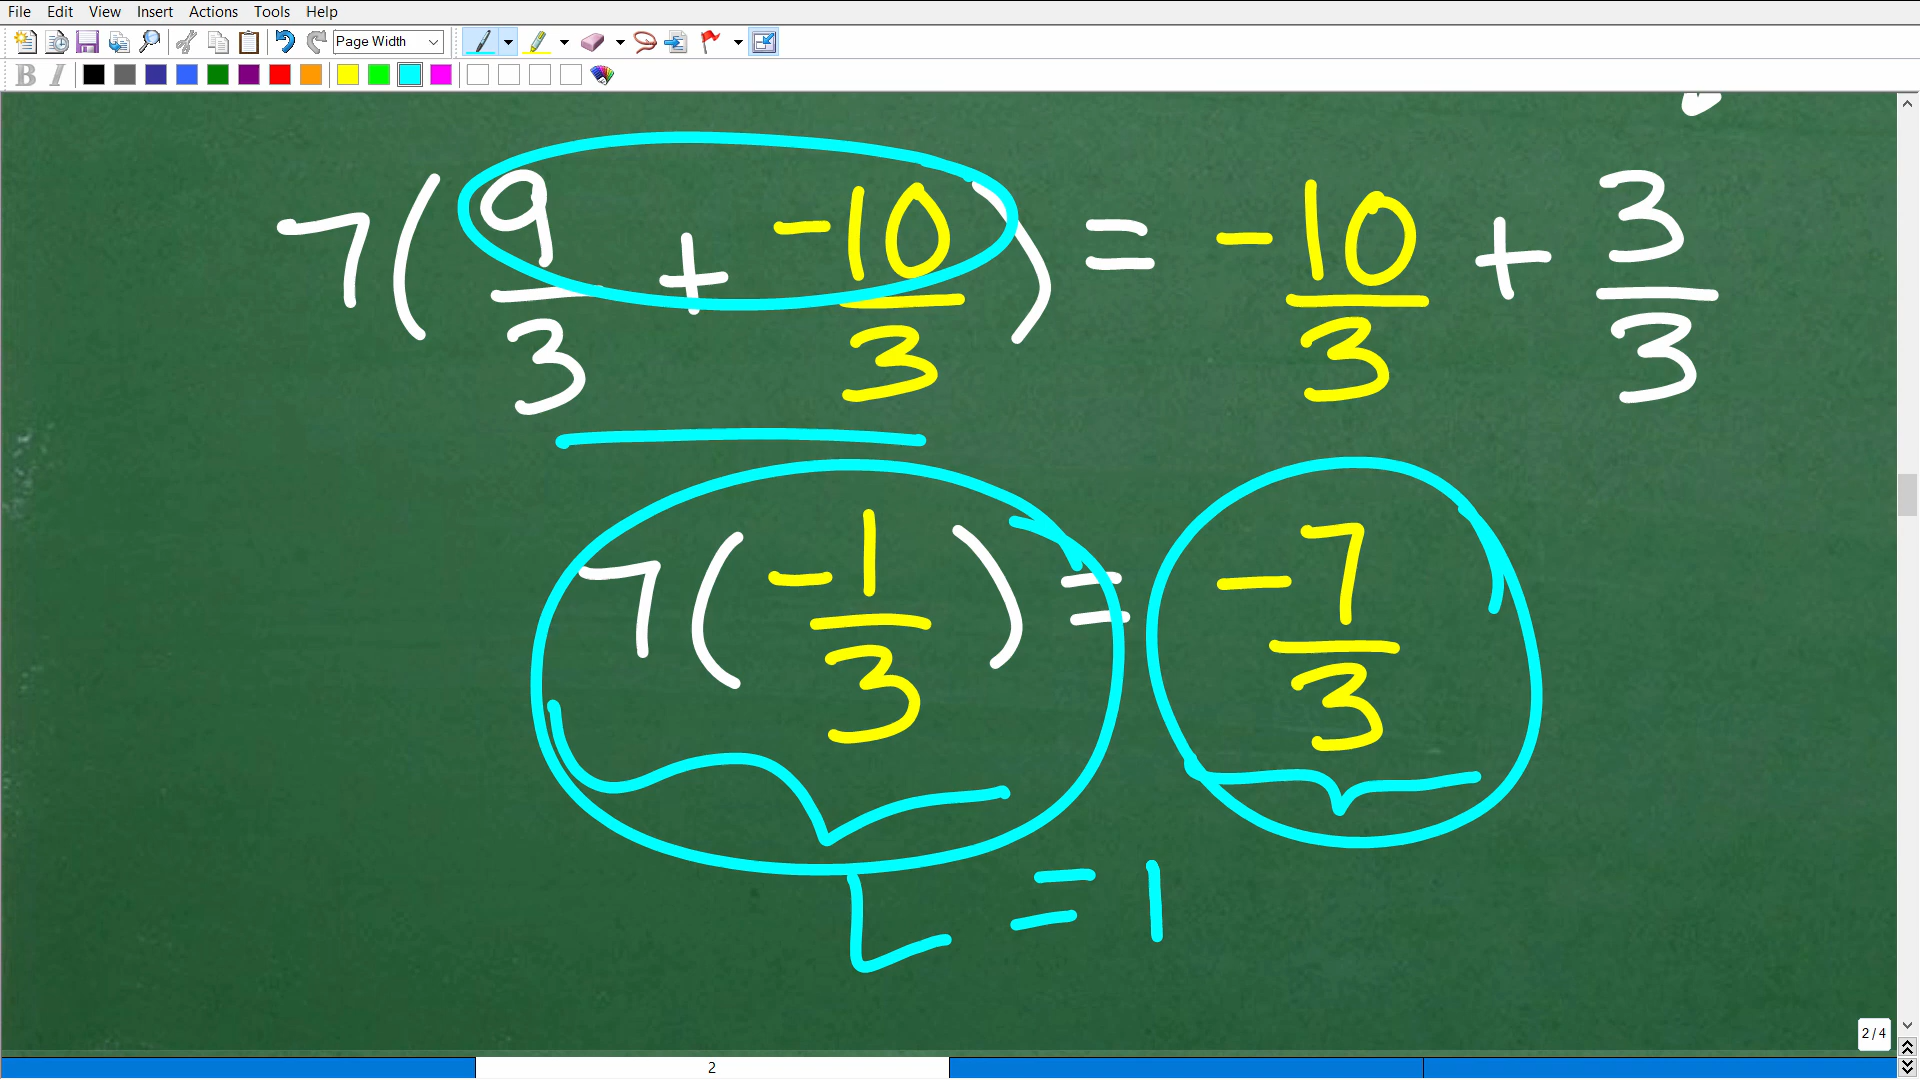 File Edit View Insert Actions Tools Help
Page Width
B I
7(9/3 + -10/3) = -10/3 + 3/3
7(-1/3) = -7/3
L = 1
2 / 4
2